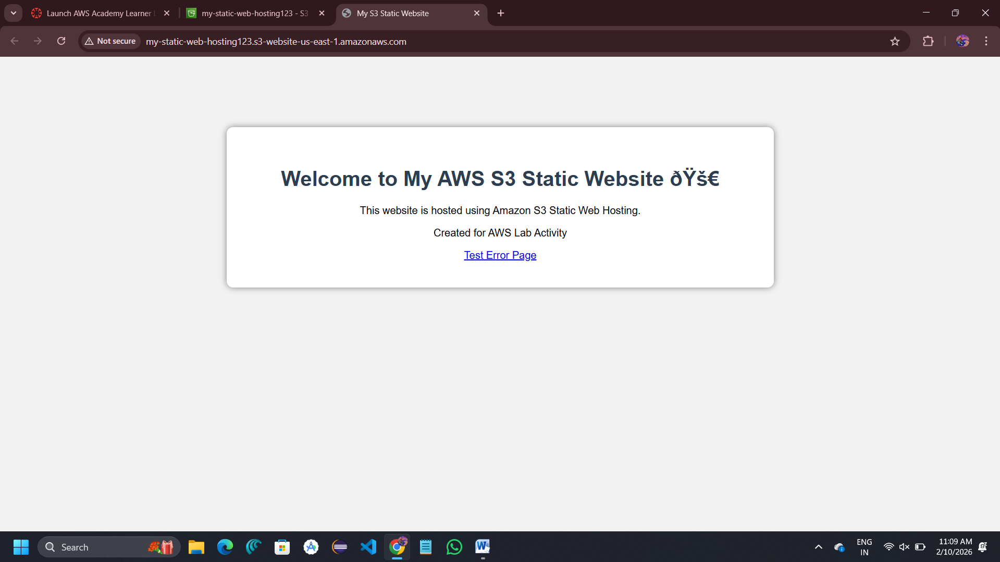 Launch AWS Academy Learner
my-static-web-hosting123 - S3
My S3 Static Website
Not secure
my-static-web-hosting123.s3-website-us-east-1.amazonaws.com
Welcome to My AWS S3 Static Website ðŸš€
This website is hosted using Amazon S3 Static Web Hosting.
Created for AWS Lab Activity
Test Error Page
Search
ENG
IN
11:09 AM
2/10/2026